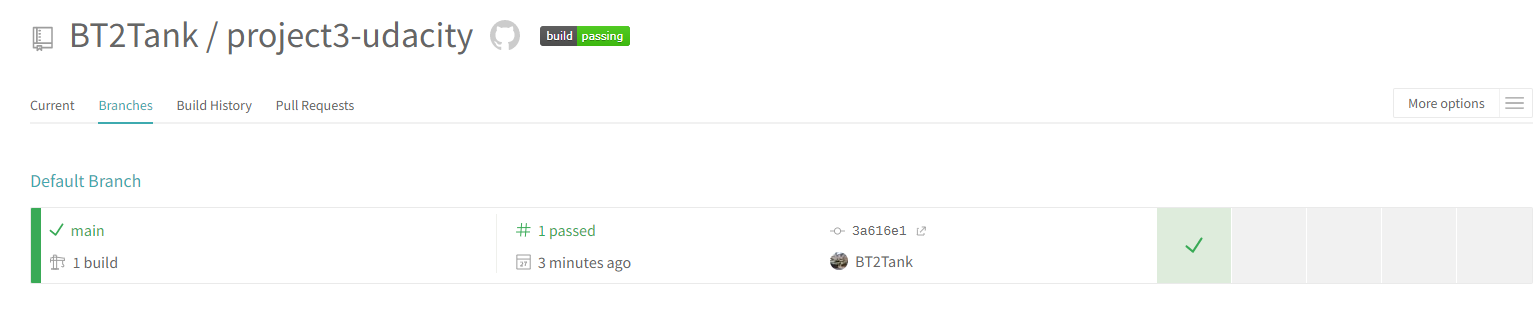 BT2Tank / project3-udacity build passing
Current Branches Build History Pull Requests More options
Default Branch
main # 1 passed 3a616e1
1 build 27 3 minutes ago BT2Tank